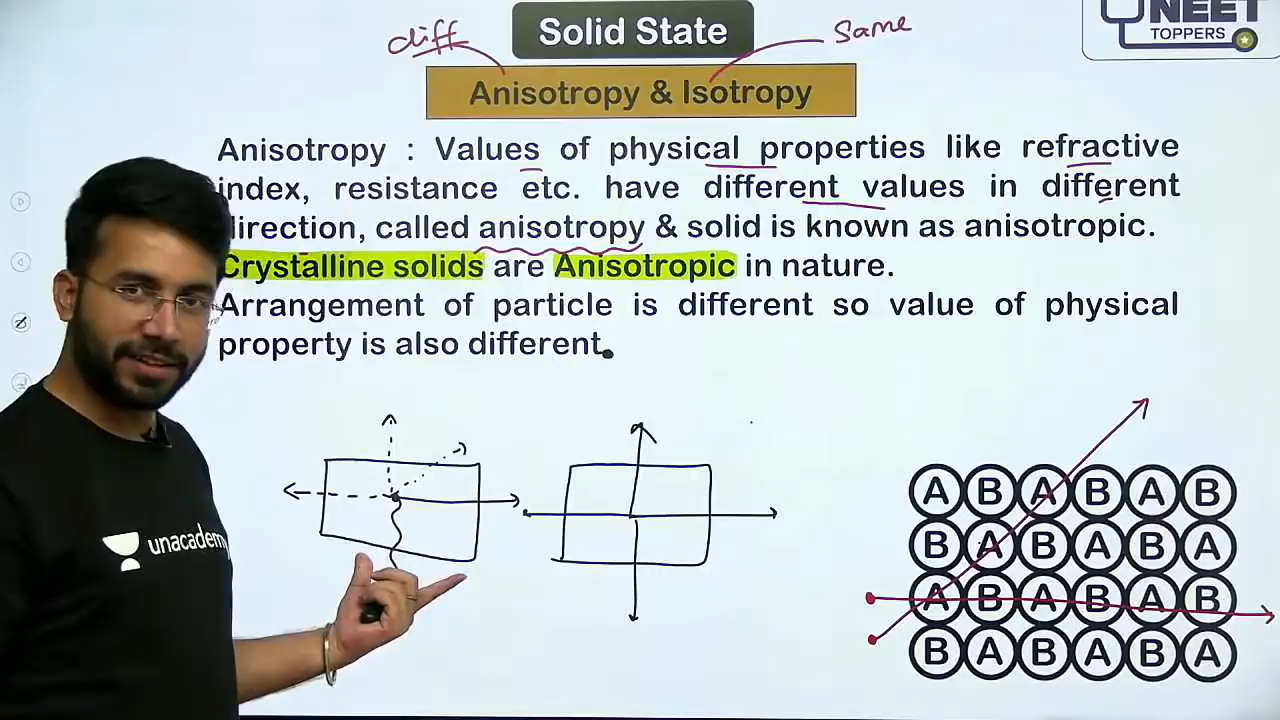 Solid State
NEET
TOPPERS
diff
Same
Anisotropy & Isotropy
Anisotropy : Values of physical properties like refractive
index, resistance etc. have different values in different
direction, called anisotropy & solid is known as anisotropic.
Crystalline solids are Anisotropic in nature.
Arrangement of particle is different so value of physical
property is also different.
A B A B A B
B A B A B A
A B A B A B
B A B A B A
unacademy